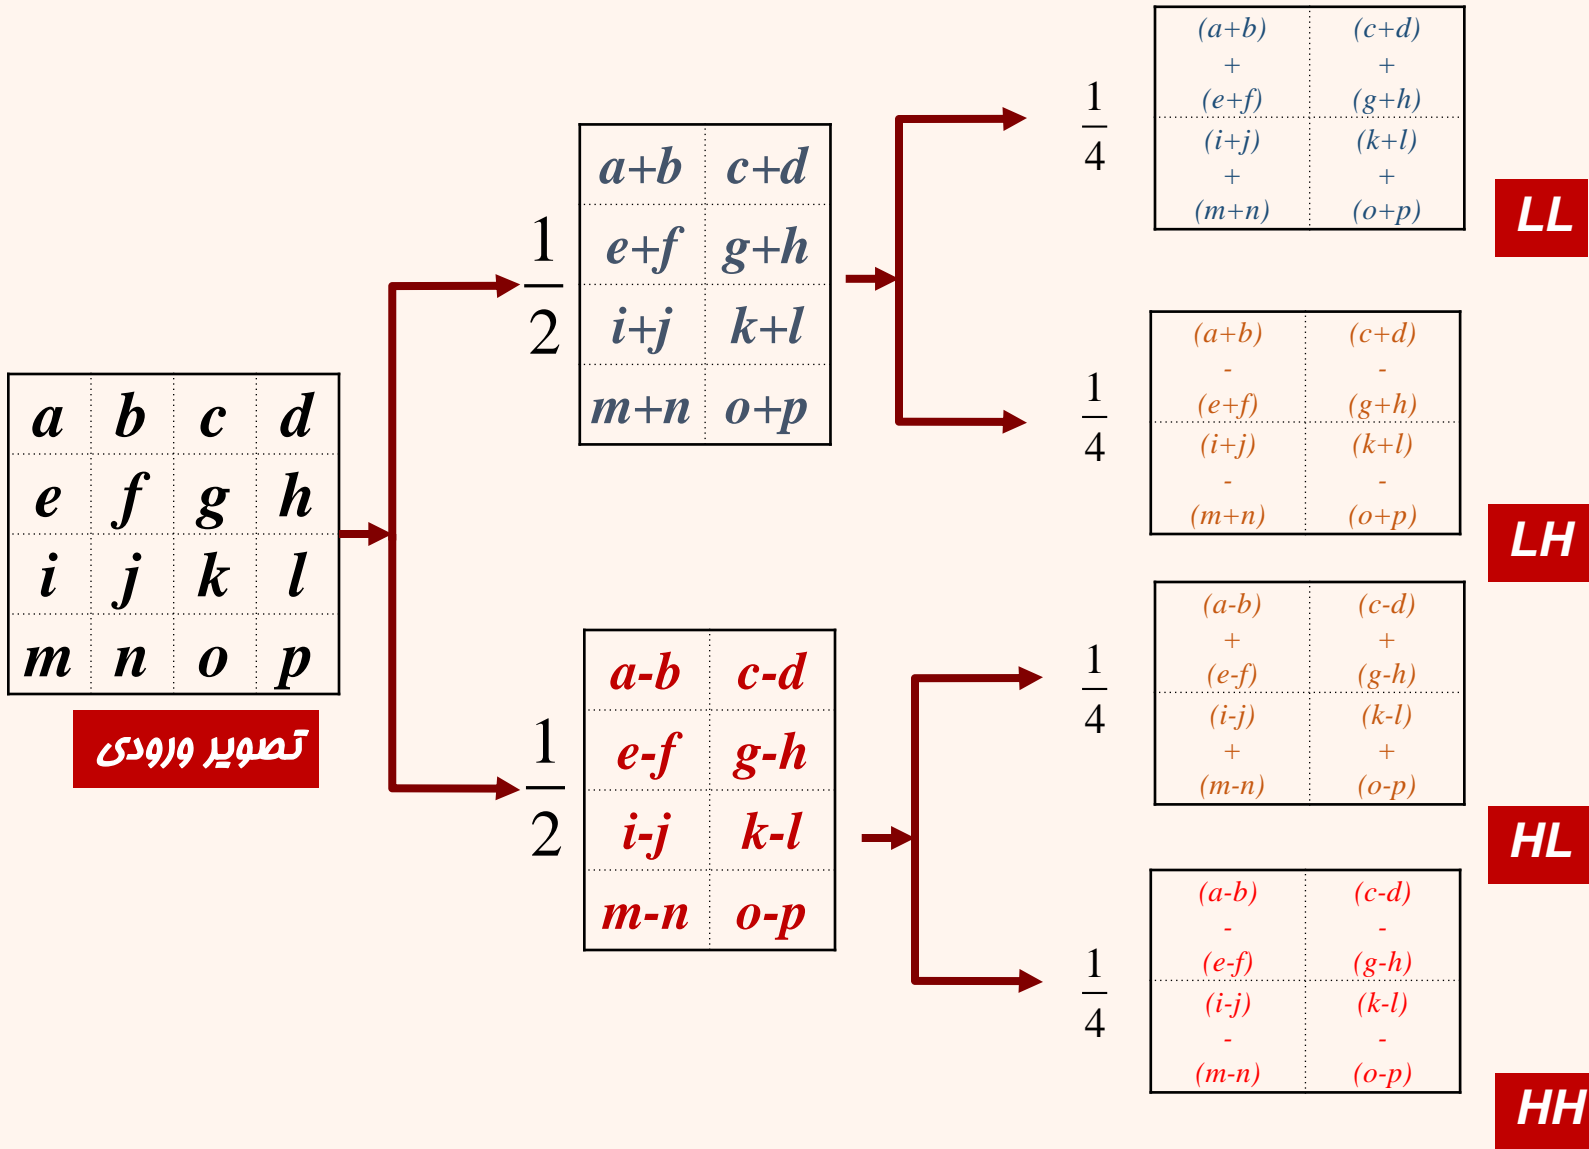 a b c d
e f g h
i j k l
m n o p
تصویر ورودی
1
2
a+b c+d
e+f g+h
i+j k+l
m+n o+p
1
2
a-b c-d
e-f g-h
i-j k-l
m-n o-p
1
4
(a+b) (c+d)
+ +
(e+f) (g+h)
(i+j) (k+l)
+ +
(m+n) (o+p)
LL
1
4
(a+b) (c+d)
- -
(e+f) (g+h)
(i+j) (k+l)
- -
(m+n) (o+p)
LH
1
4
(a-b) (c-d)
+ +
(e-f) (g-h)
(i-j) (k-l)
+ +
(m-n) (o-p)
HL
1
4
(a-b) (c-d)
- -
(e-f) (g-h)
(i-j) (k-l)
- -
(m-n) (o-p)
HH